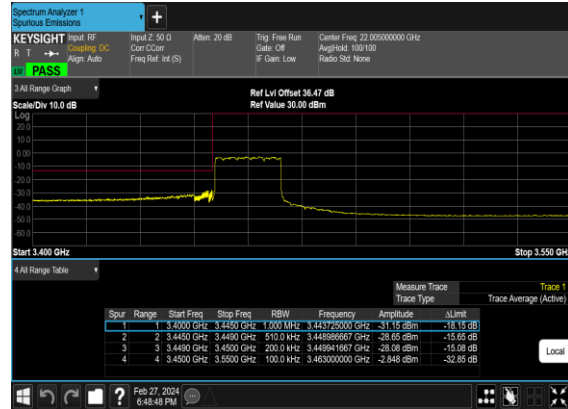 Spectrum Analyzer 1
Spurious Emissions
KEYSIGHT Input: RF Input Z: 50 Ω Atten: 20 dB Trig: Free Run Center Freq: 22.005000000 GHz
R T Coupling: DC Corr CCorr Gate: Off Avg|Hold: 100/100
Align: Auto Freq Ref: Int (S) IF Gain: Low Radio Std: None
PASS
3 All Range Graph
Ref Lvl Offset 36.47 dB
Scale/Div 10.0 dB Ref Value 30.00 dBm
Log
20.0
10.0
0.00
-10.0
-20.0
-30.0
-40.0
-50.0
-60.0
Start 3.400 GHz Stop 3.550 GH
4 All Range Table
Measure Trace Trace 1
Trace Type Trace Average (Active)
Spur Range Start Freq Stop Freq RBW Frequency Amplitude ΔLimit
1 1 3.4000 GHz 3.4450 GHz 1.000 MHz 3.443725000 GHz -31.15 dBm -18.15 dB
2 2 3.4450 GHz 3.4490 GHz 510.0 kHz 3.448986667 GHz -28.65 dBm -15.65 dB
3 3 3.4490 GHz 3.4500 GHz 200.0 kHz 3.449941667 GHz -28.08 dBm -15.08 dB
4 4 3.4500 GHz 3.5500 GHz 100.0 kHz 3.463000000 GHz -2.848 dBm -32.85 dB
Local
? Feb 27, 2024
6:48:48 PM